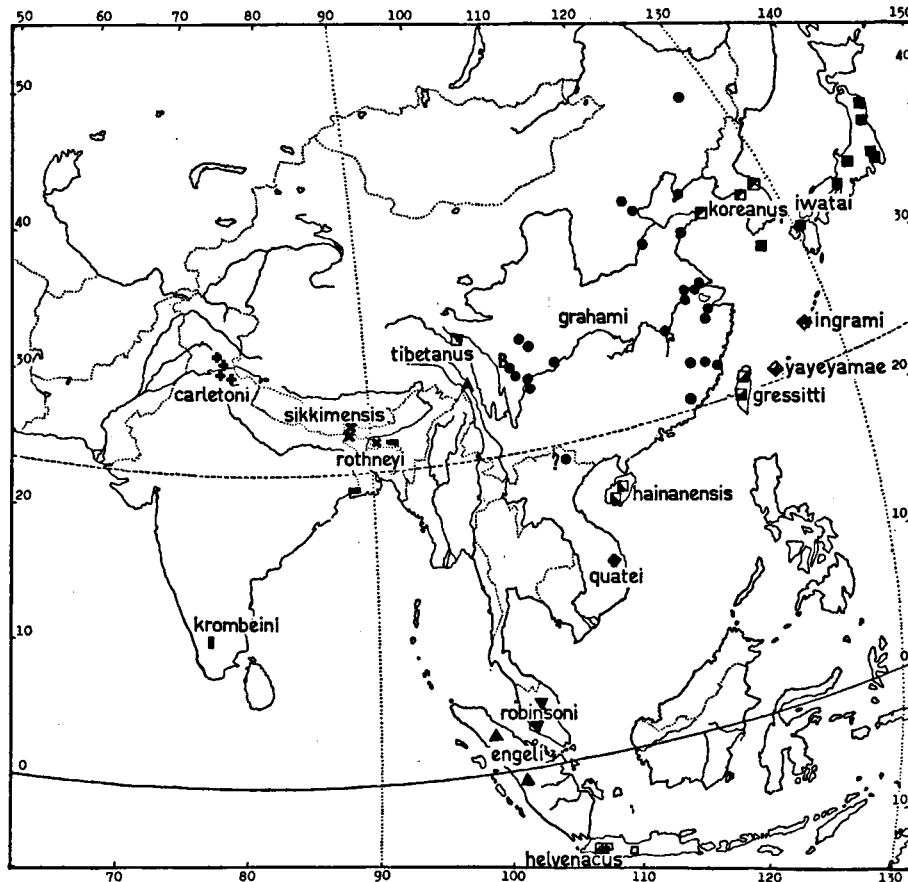 50 60 70 80 90 100 110 120 130 140 150
50
40
40
koreanus
iwatai
30
grahami
ingrami
tibetanus
30
20
yayeyamae
carletoni
gressitti
sikkimensis
rothneyi
?
20
hainanensis
10
quatei
krombeini
10
0
robinsoni
engeli
0
10
helvenacus
70 80 90 100 110 120 130